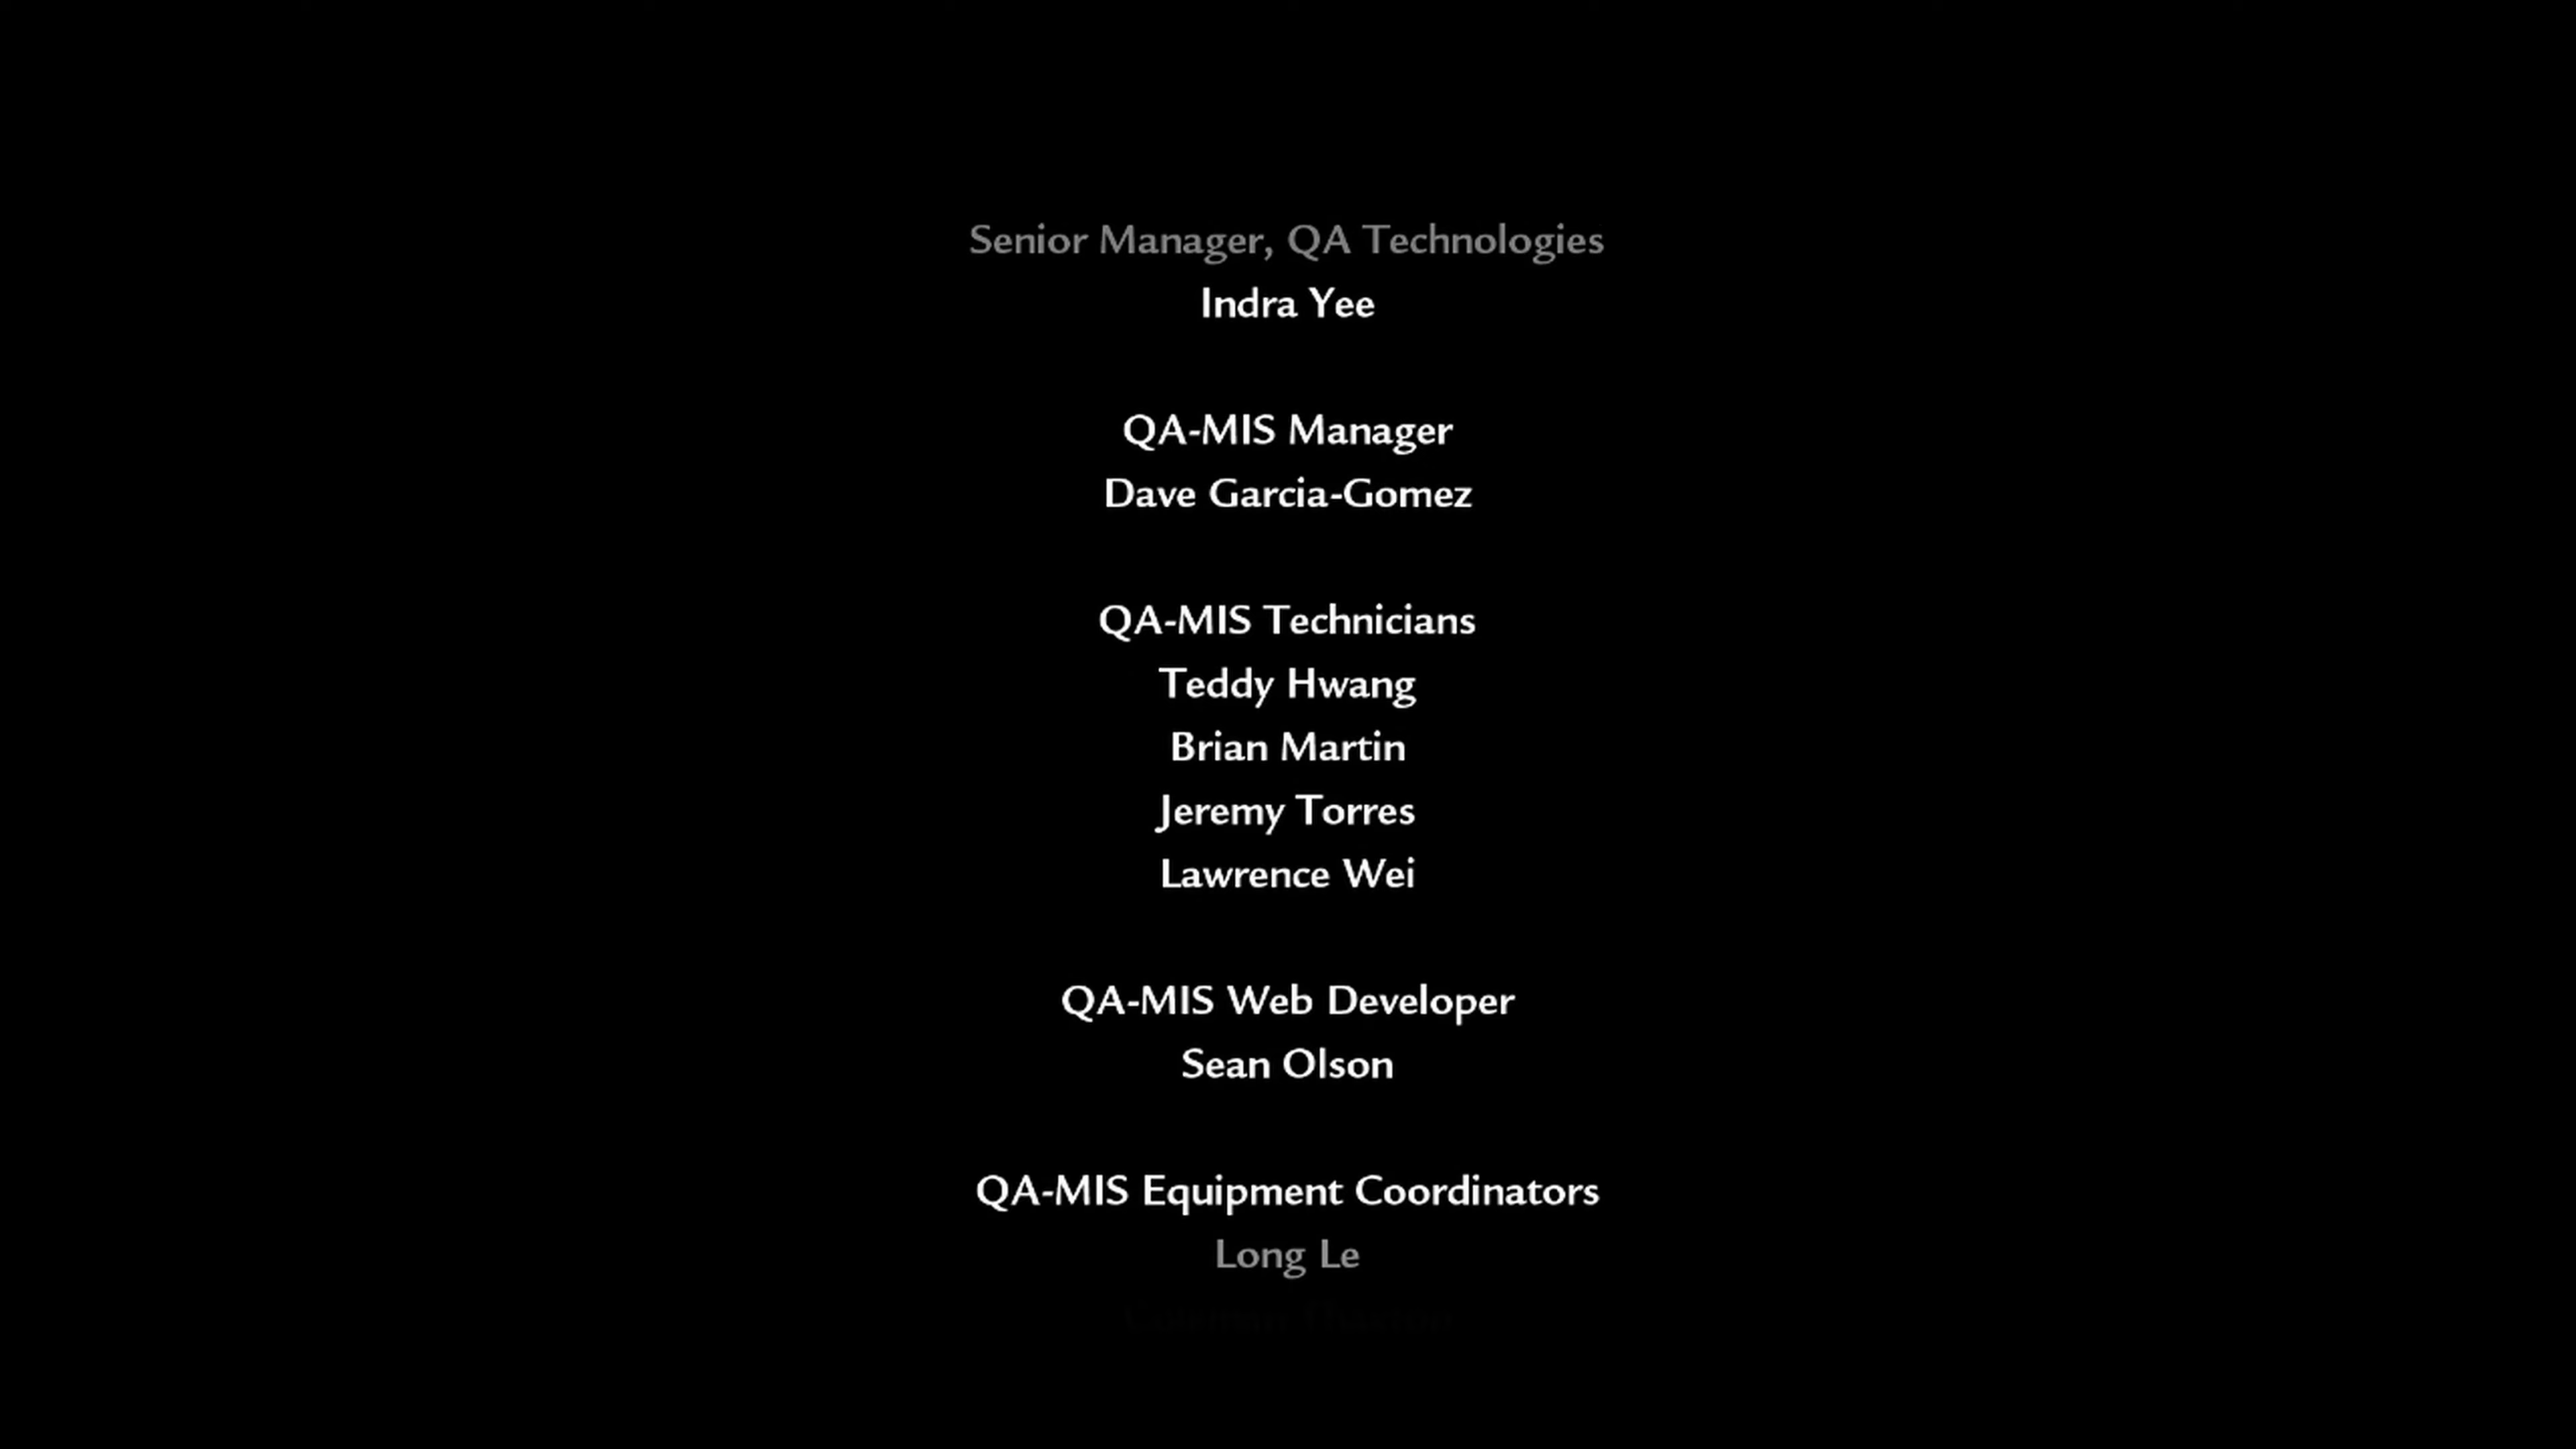 Senior Manager, QA Technologies
Indra Yee
QA-MIS Manager
Dave Garcia-Gomez
QA-MIS Technicians
Teddy Hwang
Brian Martin
Jeremy Torres
Lawrence Wei
QA-MIS Web Developer
Sean Olson
QA-MIS Equipment Coordinators
Long Le